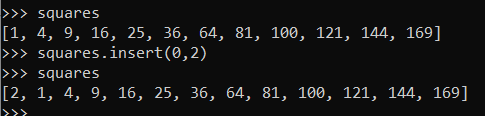 >>> squares
[1, 4, 9, 16, 25, 36, 64, 81, 100, 121, 144, 169]
>>> squares.insert(0,2)
>>> squares
[2, 1, 4, 9, 16, 25, 36, 64, 81, 100, 121, 144, 169]
>>>